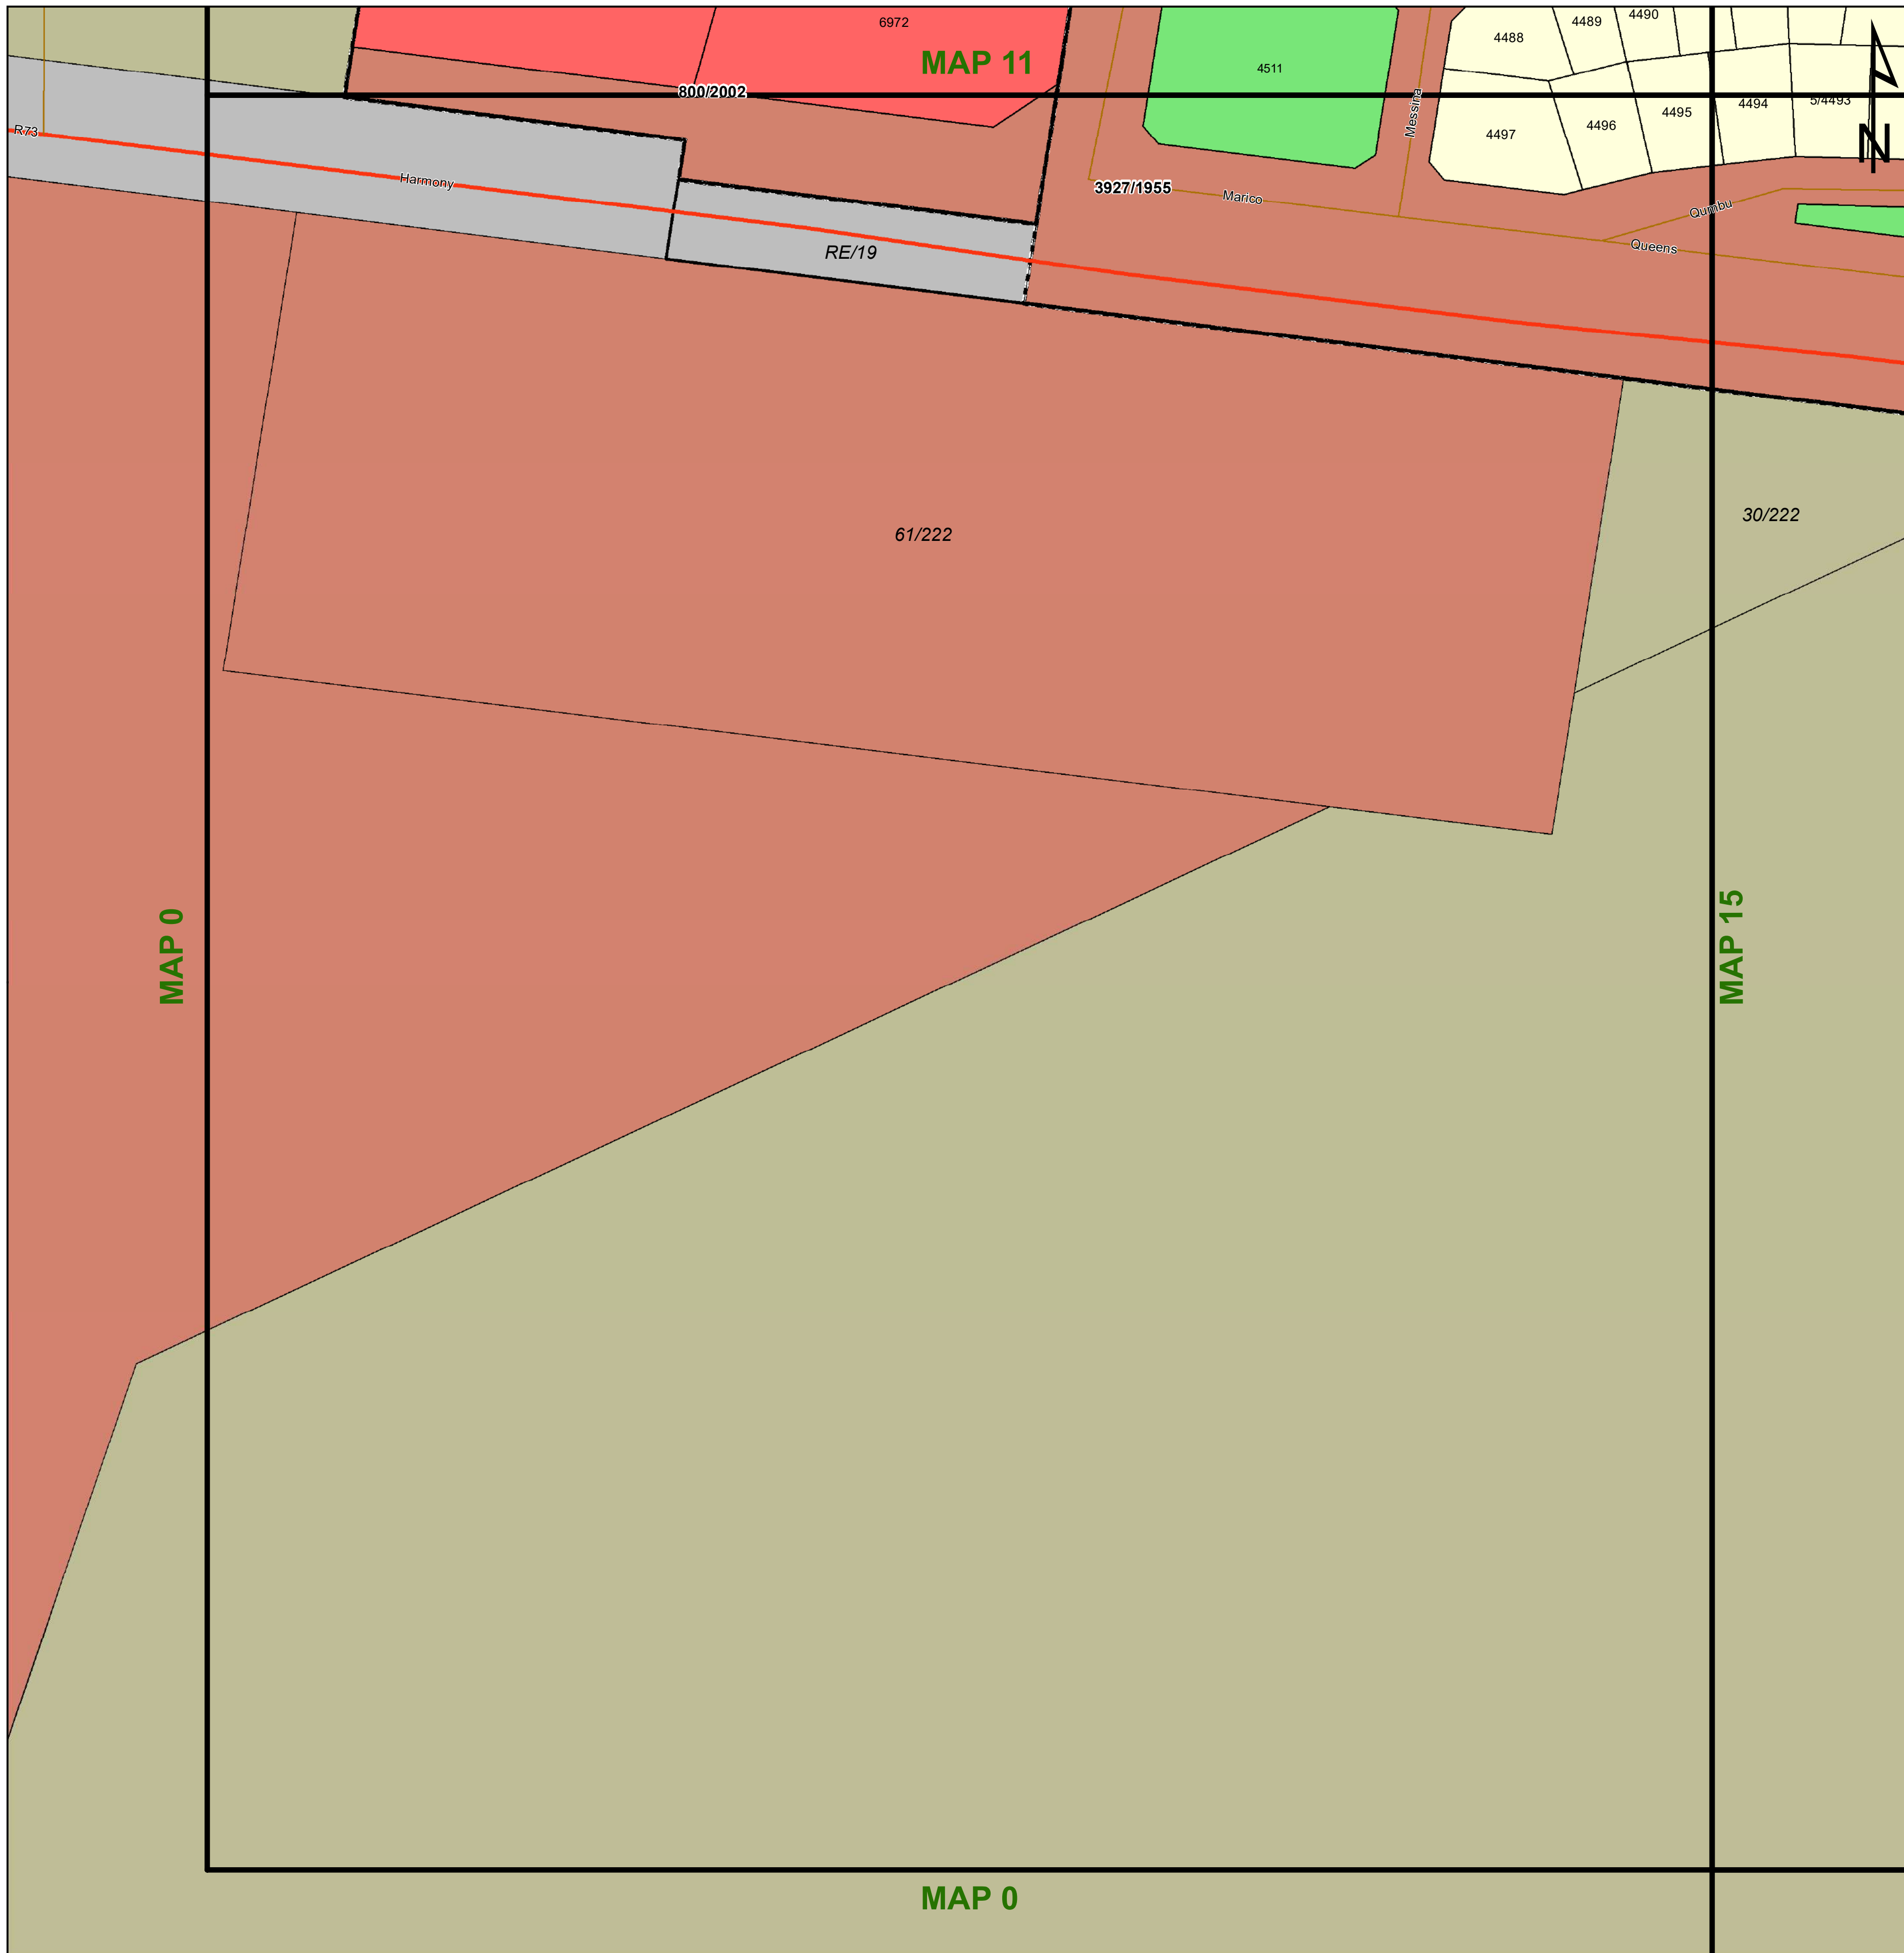 6972
4489
4490
4488
MAP 11
4511
800/2002
4497
4496
4495
4494
5/4493
N
R73
Harmony
Messina
3927/1955
Marico
Qumbu
Queens
RE/19
61/222
30/222
MAP 0
MAP 15
MAP 0